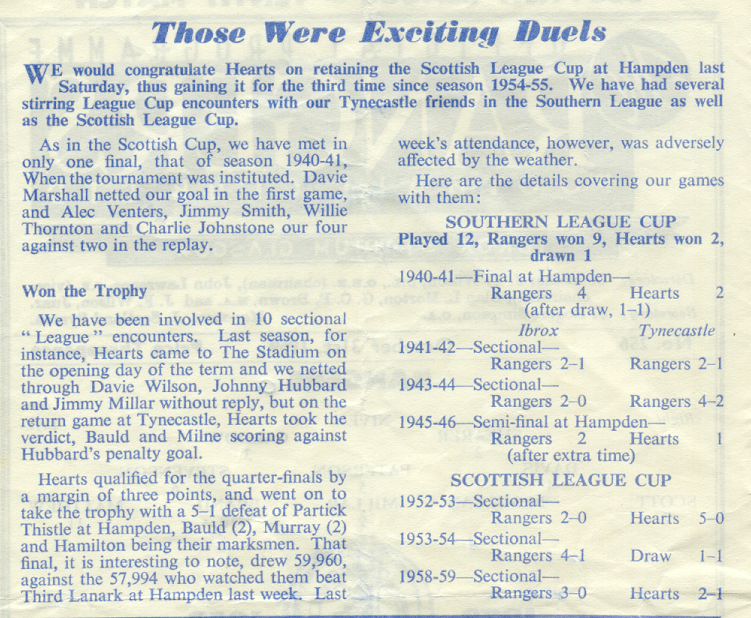 Those Were Exciting Duels
WE would congratulate Hearts on retaining the Scottish League Cup at Hampden last
Saturday, thus gaining it for the third time since season 1954-55. We have had several
stirring League Cup encounters with our Tynecastle friends in the Southern League as well
as the Scottish League Cup.
As in the Scottish Cup, we have met in
only one final, that of season 1940-41,
When the tournament was instituted. Davie
Marshall netted our goal in the first game,
and Alec Venters, Jimmy Smith, Willie
Thornton and Charlie Johnstone our four
against two in the replay.
Won the Trophy
We have been involved in 10 sectional
“ League ” encounters. Last season, for
instance, Hearts came to The Stadium on
the opening day of the term and we netted
through Davie Wilson, Johnny Hubbard
and Jimmy Millar without reply, but on the
return game at Tynecastle, Hearts took the
verdict, Bauld and Milne scoring against
Hubbard's penalty goal.
Hearts qualified for the quarter-finals by
a margin of three points, and went on to
take the trophy with a 5–1 defeat of Partick
Thistle at Hampden, Bauld (2), Murray (2)
and Hamilton being their marksmen. That
final, it is interesting to note, drew 59,960,
against the 57,994 who watched them beat
Third Lanark at Hampden last week. Last
week's attendance, however, was adversely
affected by the weather.
Here are the details covering our games
with them:
SOUTHERN LEAGUE CUP
Played 12, Rangers won 9, Hearts won 2,
drawn 1
1940-41—Final at Hampden—
Rangers 4 Hearts 2
(after draw, 1–1)
Ibrox Tynecastle
1941-42—Sectional—
Rangers 2–1 Rangers 2–1
1943-44—Sectional—
Rangers 2–0 Rangers 4–2
1945-46—Semi-final at Hampden—
Rangers 2 Hearts 1
(after extra time)
SCOTTISH LEAGUE CUP
1952-53—Sectional—
Rangers 2–0 Hearts 5–0
1953-54—Sectional—
Rangers 4–1 Draw 1–1
1958-59—Sectional—
Rangers 3–0 Hearts 2–1